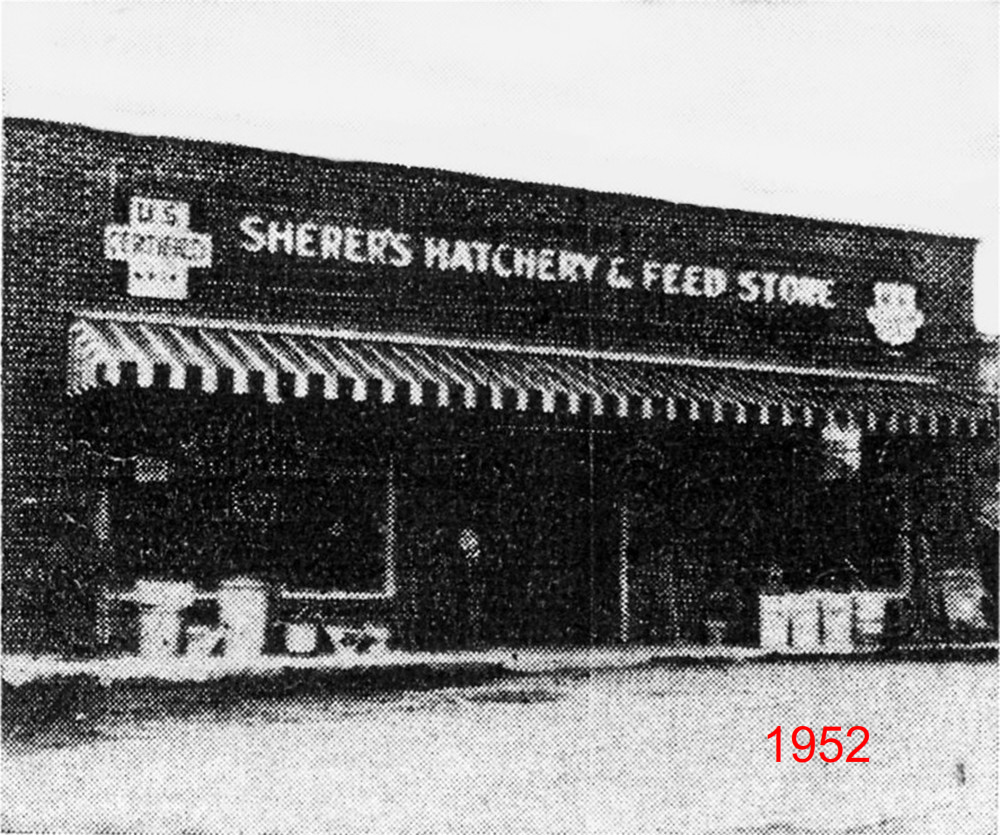 U.S.
CERTIFIED
SHERER'S HATCHERY & FEED STORE
1952